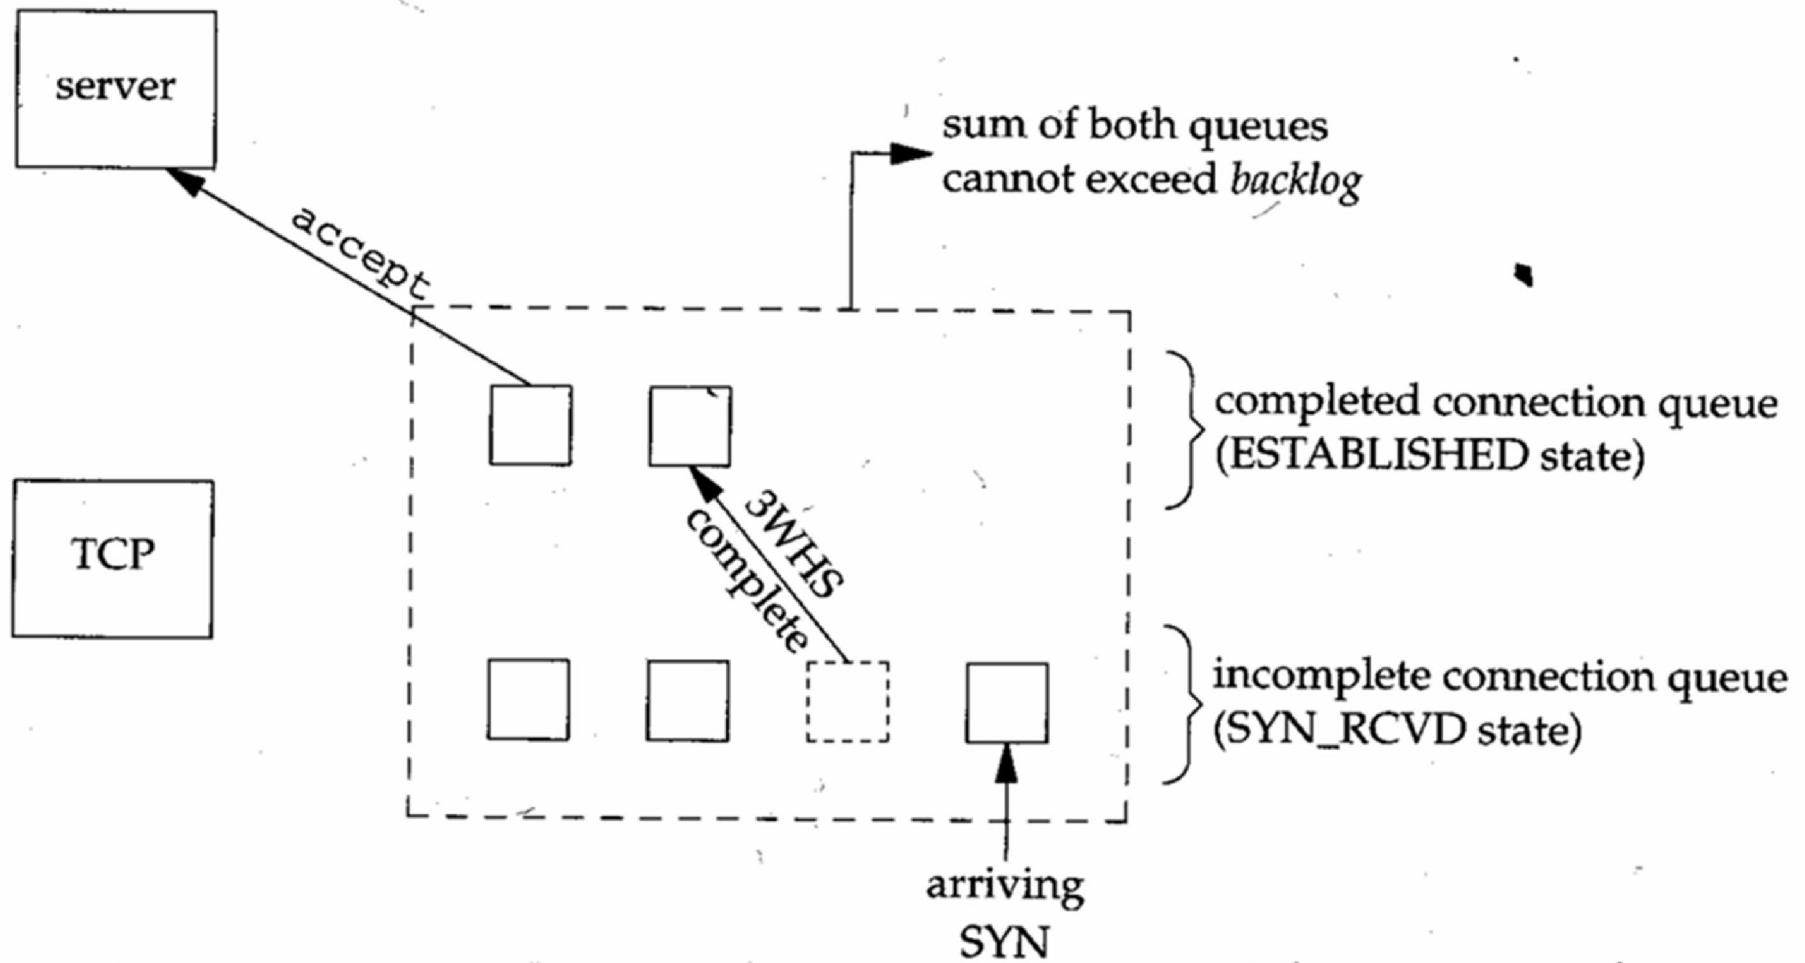 server
sum of both queues
cannot exceed backlog
accept
completed connection queue
(ESTABLISHED state)
3WHS
complete
TCP
incomplete connection queue
(SYN_RCVD state)
arriving
SYN